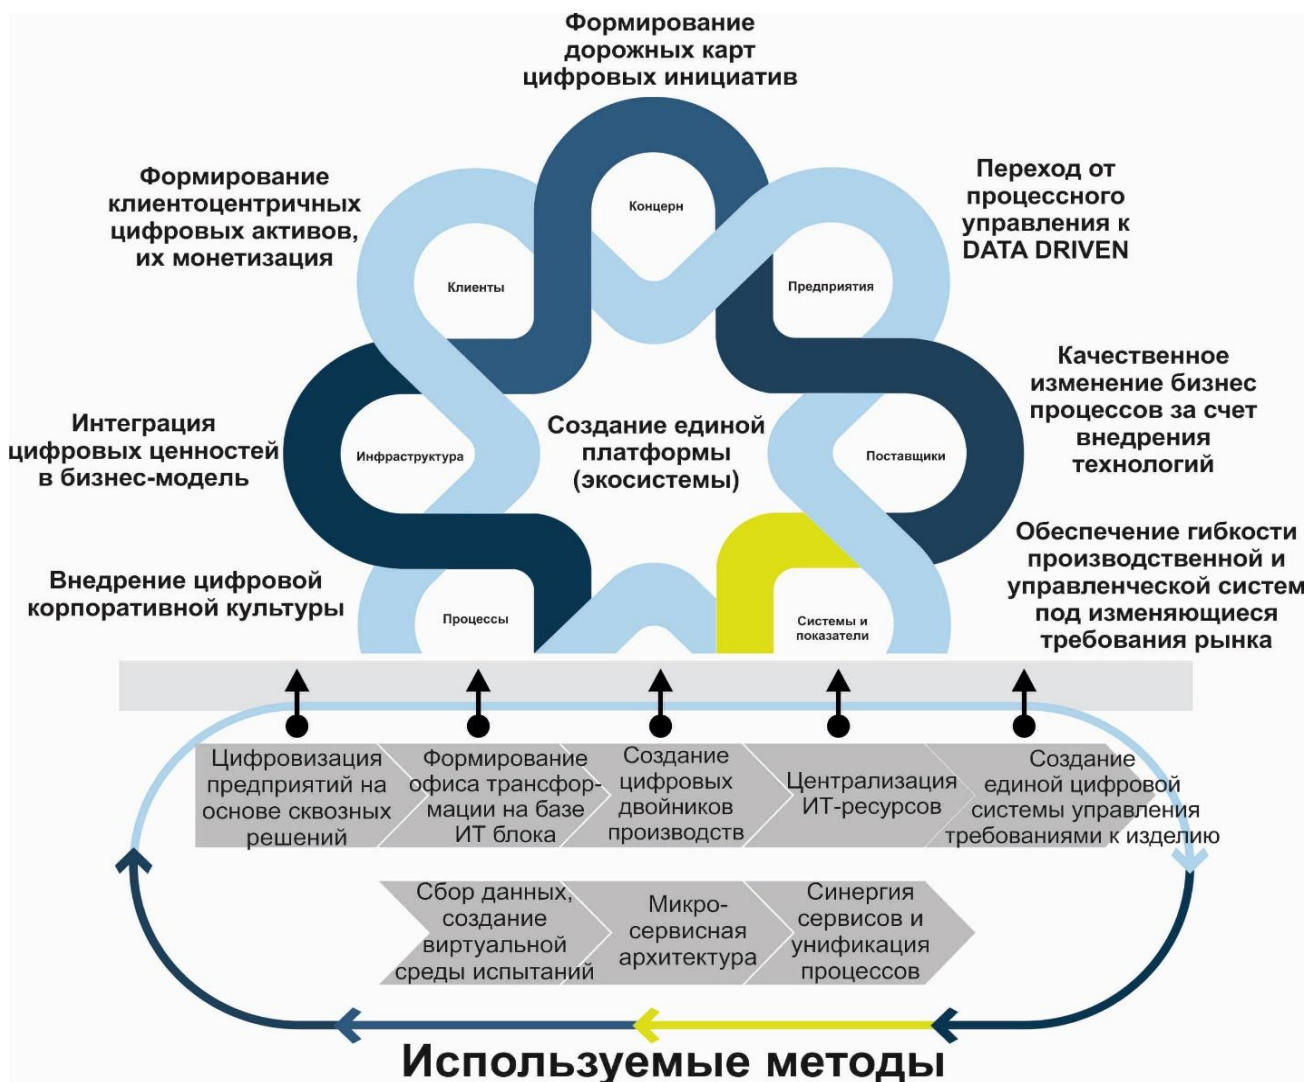 Формирование
дорожных карт
цифровых инициатив
Формирование
клиентоцентричных
цифровых активов,
их монетизация
Переход от
процессного
управления к
DATA DRIVEN
Концерн
Клиенты
Предприятия
Интеграция
цифровых ценностей
в бизнес-модель
Инфраструктура
Создание единой
платформы
(экосистемы)
Поставщики
Качественное
изменение бизнес
процессов за счет
внедрения
технологий
Внедрение цифровой
корпоративной культуры
Процессы
Системы и
показатели
Обеспечение гибкости
производственной и
управленческой систем
под изменяющиеся
требования рынка
Цифровизация
предприятий на
основе сквозных
решений
Формирование
офиса трансфор-
мации на базе
ИТ блока
Создание
цифровых
двойников
производств
Централизация
ИТ-ресурсов
Создание
единой цифровой
системы управления
требованиями к изделию
Сбор данных,
создание
виртуальной
среды испытаний
Микро-
сервисная
архитектура
Синергия
сервисов и
унификация
процессов
Используемые методы